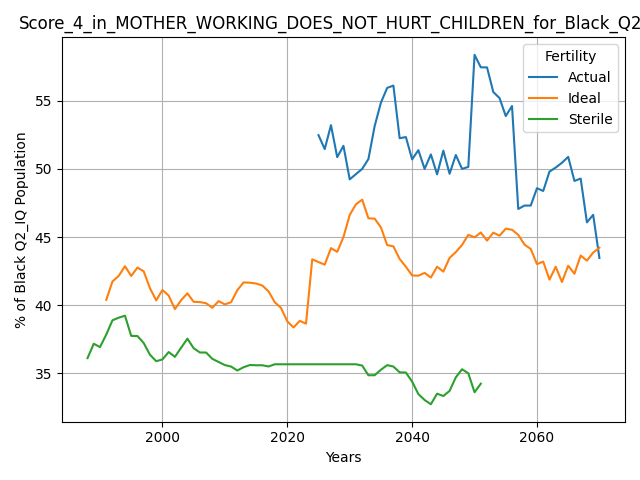 Score_4_in_MOTHER_WORKING_DOES_NOT_HURT_CHILDREN_for_Black_Q2
Fertility
Actual
Ideal
Sterile
% of Black Q2_IQ Population
55
50
45
40
35
2000 2020 2040 2060
Years